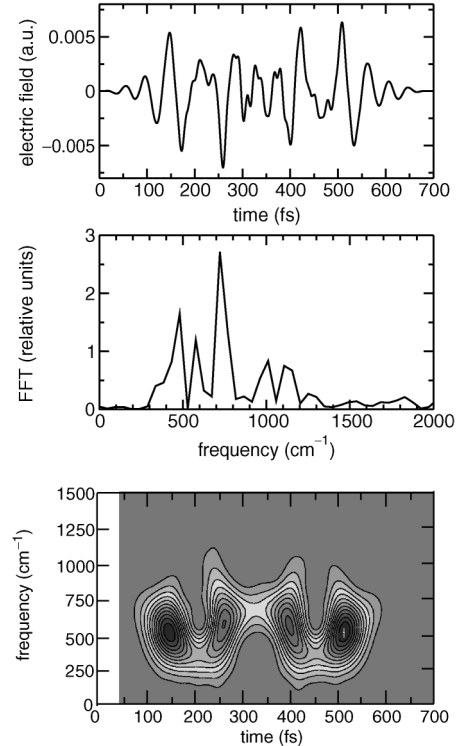 0.005
0
−0.005
electric field (a.u.)
0 100 200 300 400 500 600 700
time (fs)
3
2
1
0
FFT (relative units)
0 500 1000 1500 2000
frequency (cm⁻¹)
1500
1250
1000
750
500
250
0
frequency (cm⁻¹)
0 100 200 300 400 500 600 700
time (fs)